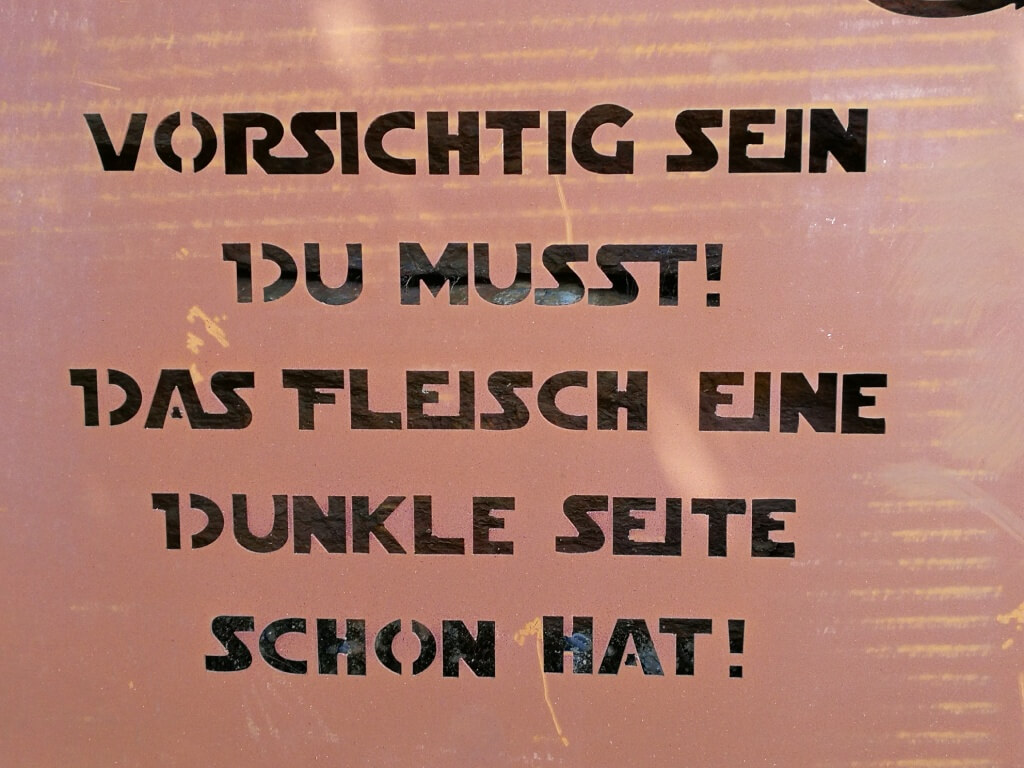 VORSICHTIG SEIN
DU MUSST!
DAS FLEISCH EINE
DUNKLE SEITE
SCHON HAT!